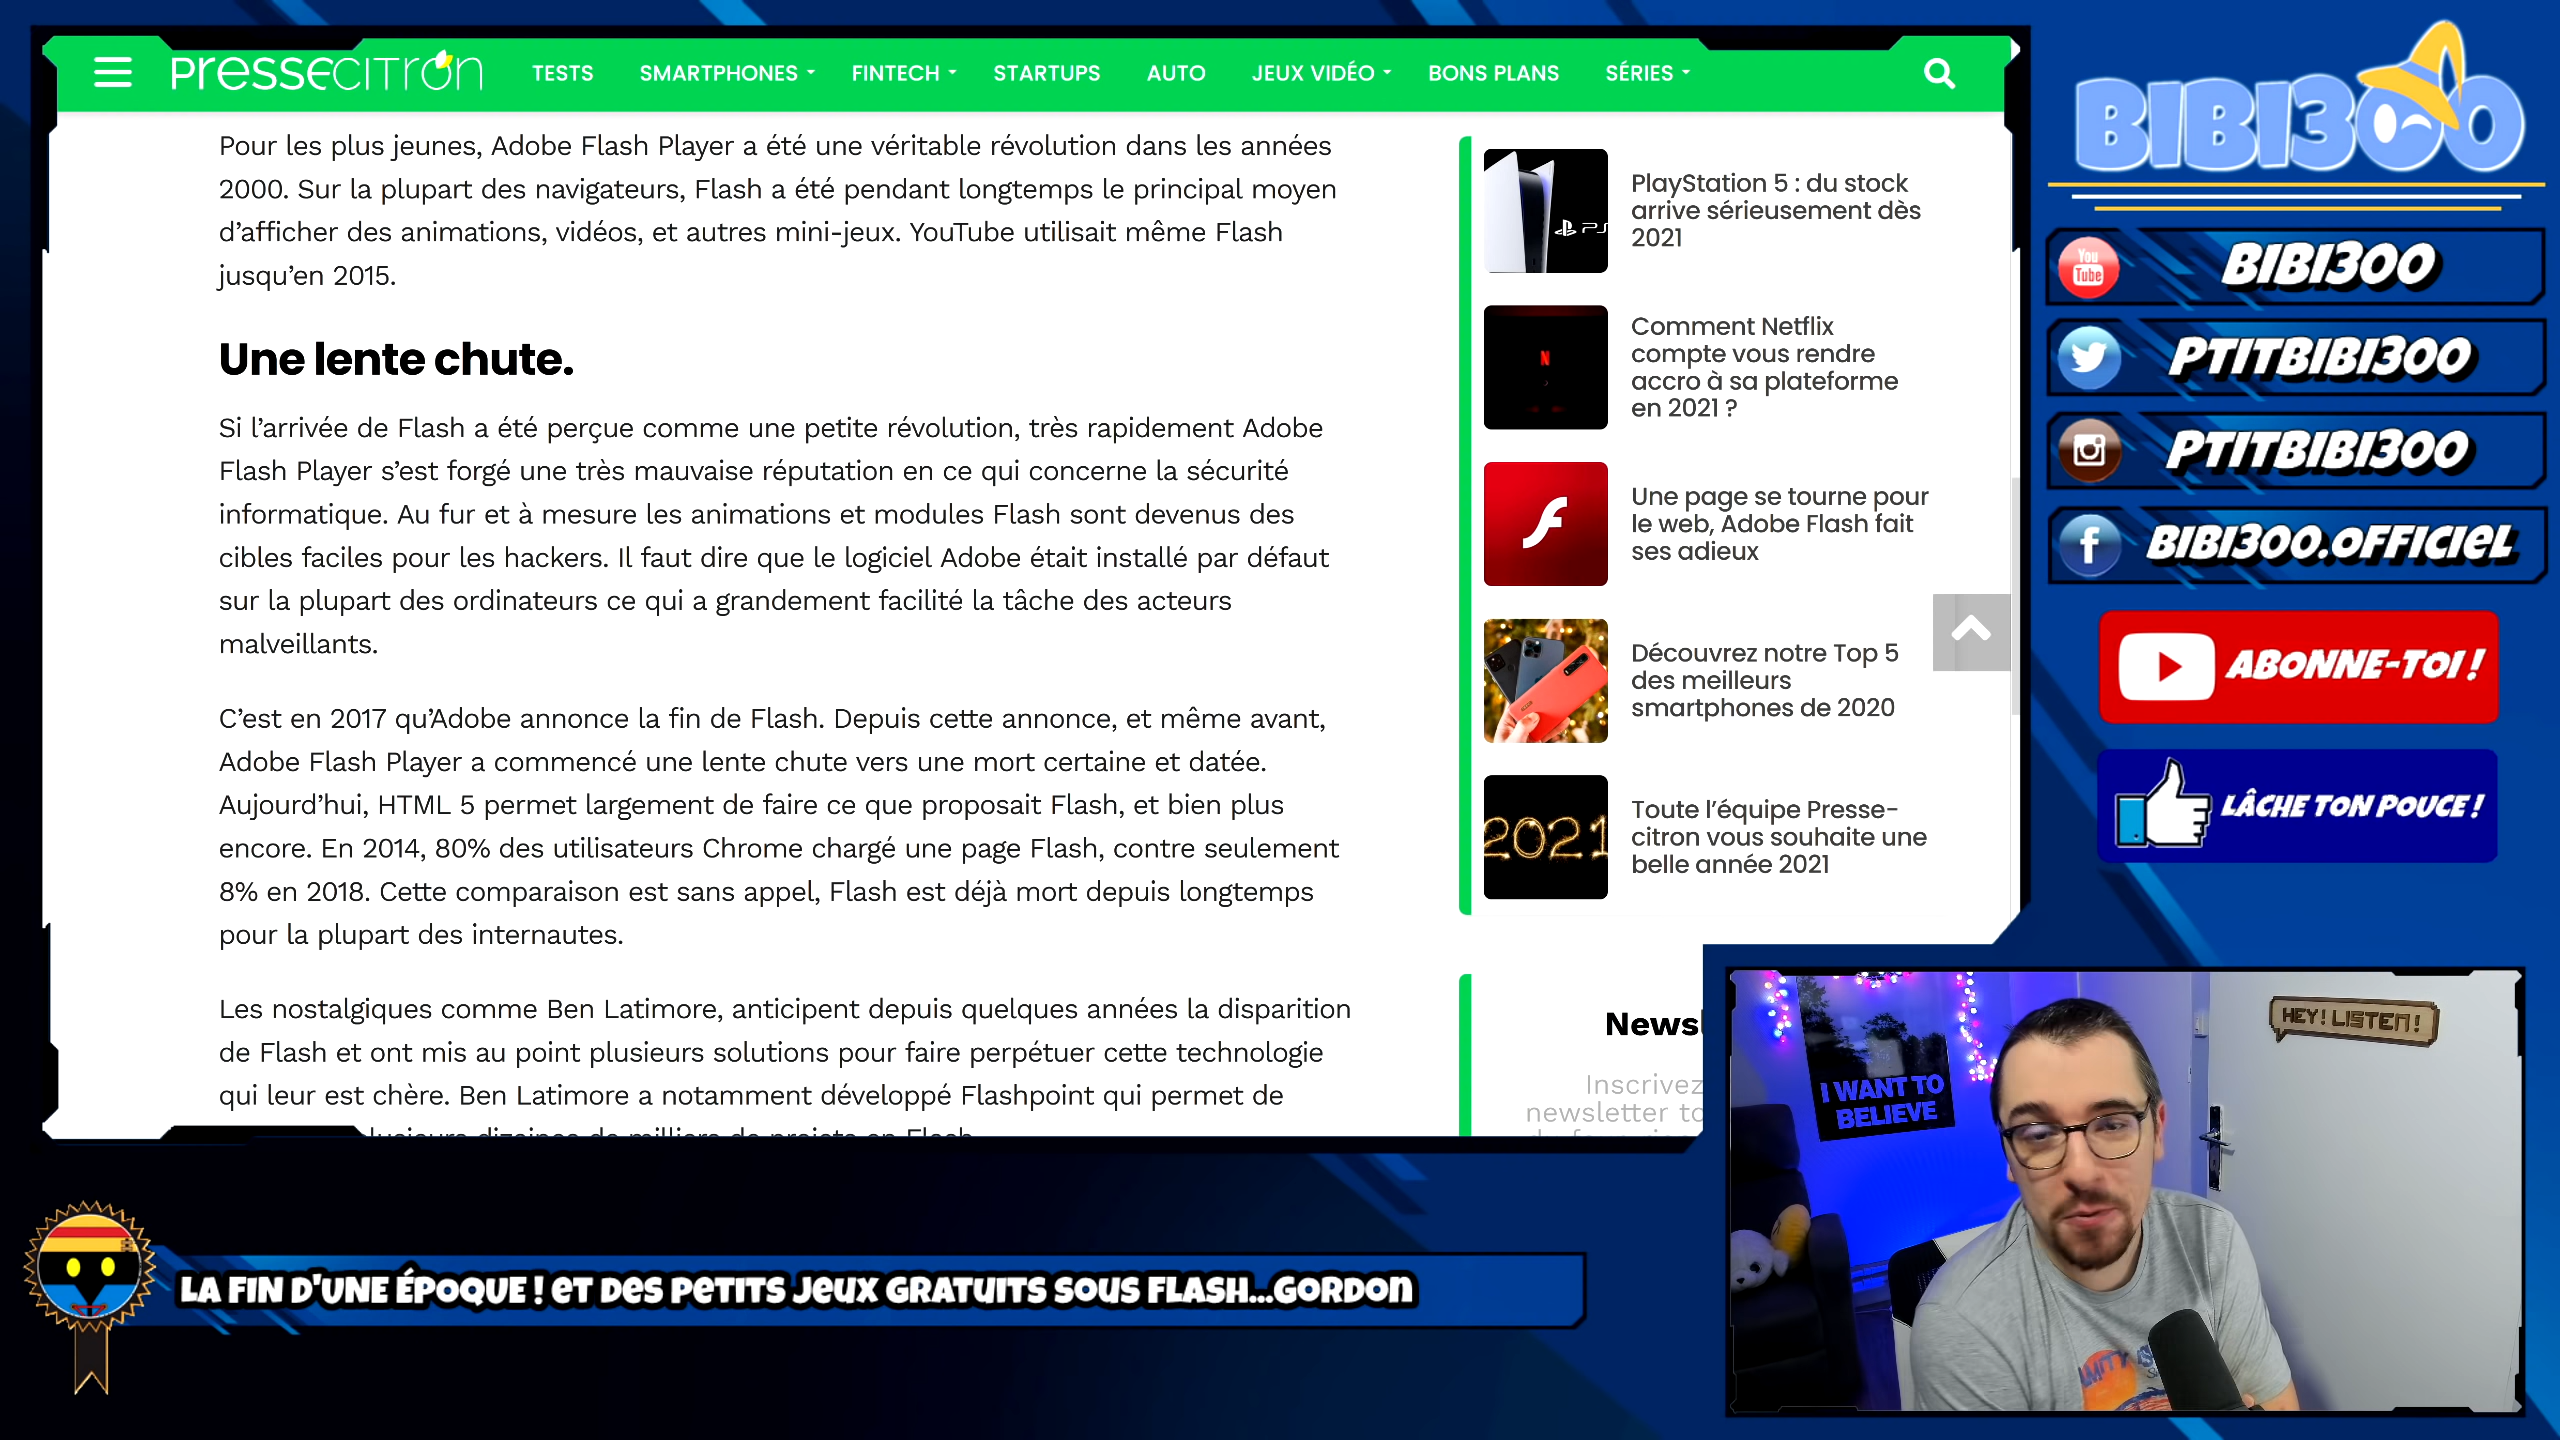 PRESSECITRON
TESTS
SMARTPHONES
FINTECH
STARTUPS
AUTO
JEUX VIDÉO
BONS PLANS
SÉRIES
Pour les plus jeunes, Adobe Flash Player a été une véritable révolution dans les années
2000. Sur la plupart des navigateurs, Flash a été pendant longtemps le principal moyen
d’afficher des animations, vidéos, et autres mini-jeux. YouTube utilisait même Flash
jusqu’en 2015.
Une lente chute.
Si l’arrivée de Flash a été perçue comme une petite révolution, très rapidement Adobe
Flash Player s’est forgé une très mauvaise réputation en ce qui concerne la sécurité
informatique. Au fur et à mesure les animations et modules Flash sont devenus des
cibles faciles pour les hackers. Il faut dire que le logiciel Adobe était installé par défaut
sur la plupart des ordinateurs ce qui a grandement facilité la tâche des acteurs
malveillants.
C’est en 2017 qu’Adobe annonce la fin de Flash. Depuis cette annonce, et même avant,
Adobe Flash Player a commencé une lente chute vers une mort certaine et datée.
Aujourd’hui, HTML 5 permet largement de faire ce que proposait Flash, et bien plus
encore. En 2014, 80% des utilisateurs Chrome chargé une page Flash, contre seulement
8% en 2018. Cette comparaison est sans appel, Flash est déjà mort depuis longtemps
pour la plupart des internautes.
Les nostalgiques comme Ben Latimore, anticipent depuis quelques années la disparition
de Flash et ont mis au point plusieurs solutions pour faire perpétuer cette technologie
qui leur est chère. Ben Latimore a notamment développé Flashpoint qui permet de
plusieurs dizaines de milliers de projets en Flash.
PlayStation 5 : du stock
arrive sérieusement dès
2021
Comment Netflix
compte vous rendre
accro à sa plateforme
en 2021 ?
Une page se tourne pour
le web, Adobe Flash fait
ses adieux
Découvrez notre Top 5
des meilleurs
smartphones de 2020
2021
Toute l’équipe Presse-
citron vous souhaite une
belle année 2021
News
Inscrivez
newsletter
BIBI300
You
Tube
BIBI300
PTITBIBI300
PTITBIBI300
BIBI300.OFFICIEL
ABONNE-TOI !
LÂCHE TON POUCE !
I WANT TO
BELIEVE
HEY! LISTEN!
LA FIN D'UNE ÉPOQUE ! ET DES PETITS JEUX GRATUITS SOUS FLASH...GORDON